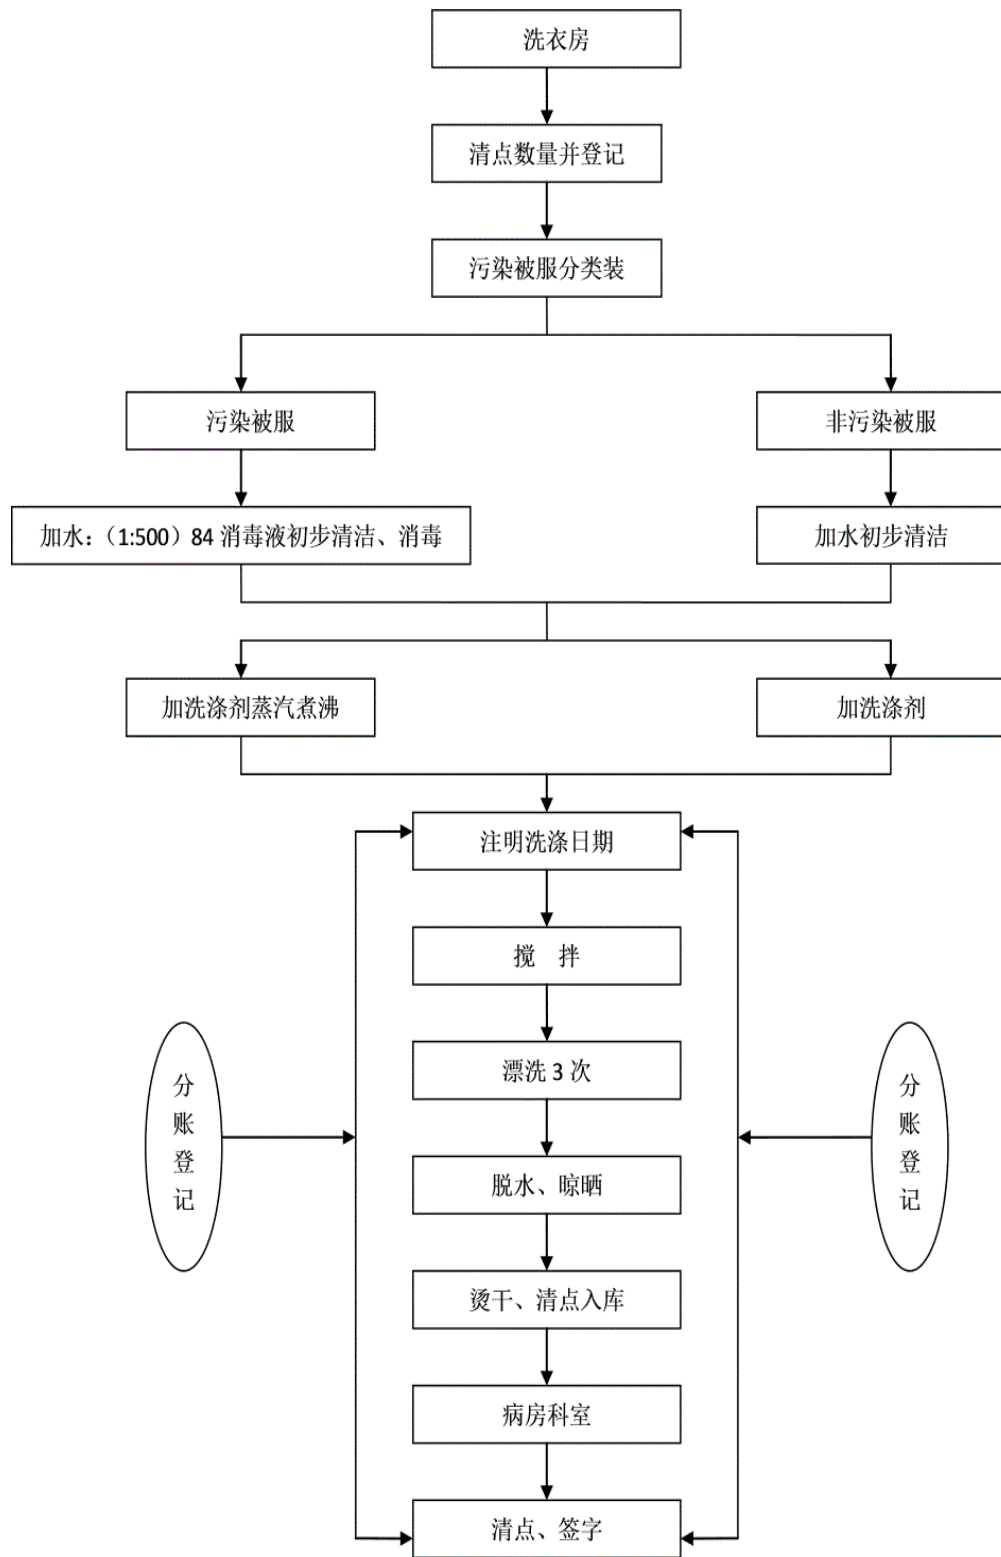 洗衣房
清点数量并登记
污染被服分类装
污染被服
非污染被服
加水：（1:500）84 消毒液初步清洁、消毒
加水初步清洁
加洗涤剂蒸汽煮沸
加洗涤剂
注明洗涤日期
搅 拌
漂洗 3 次
脱水、晾晒
烫干、清点入库
病房科室
清点、签字
分账登记
分账登记